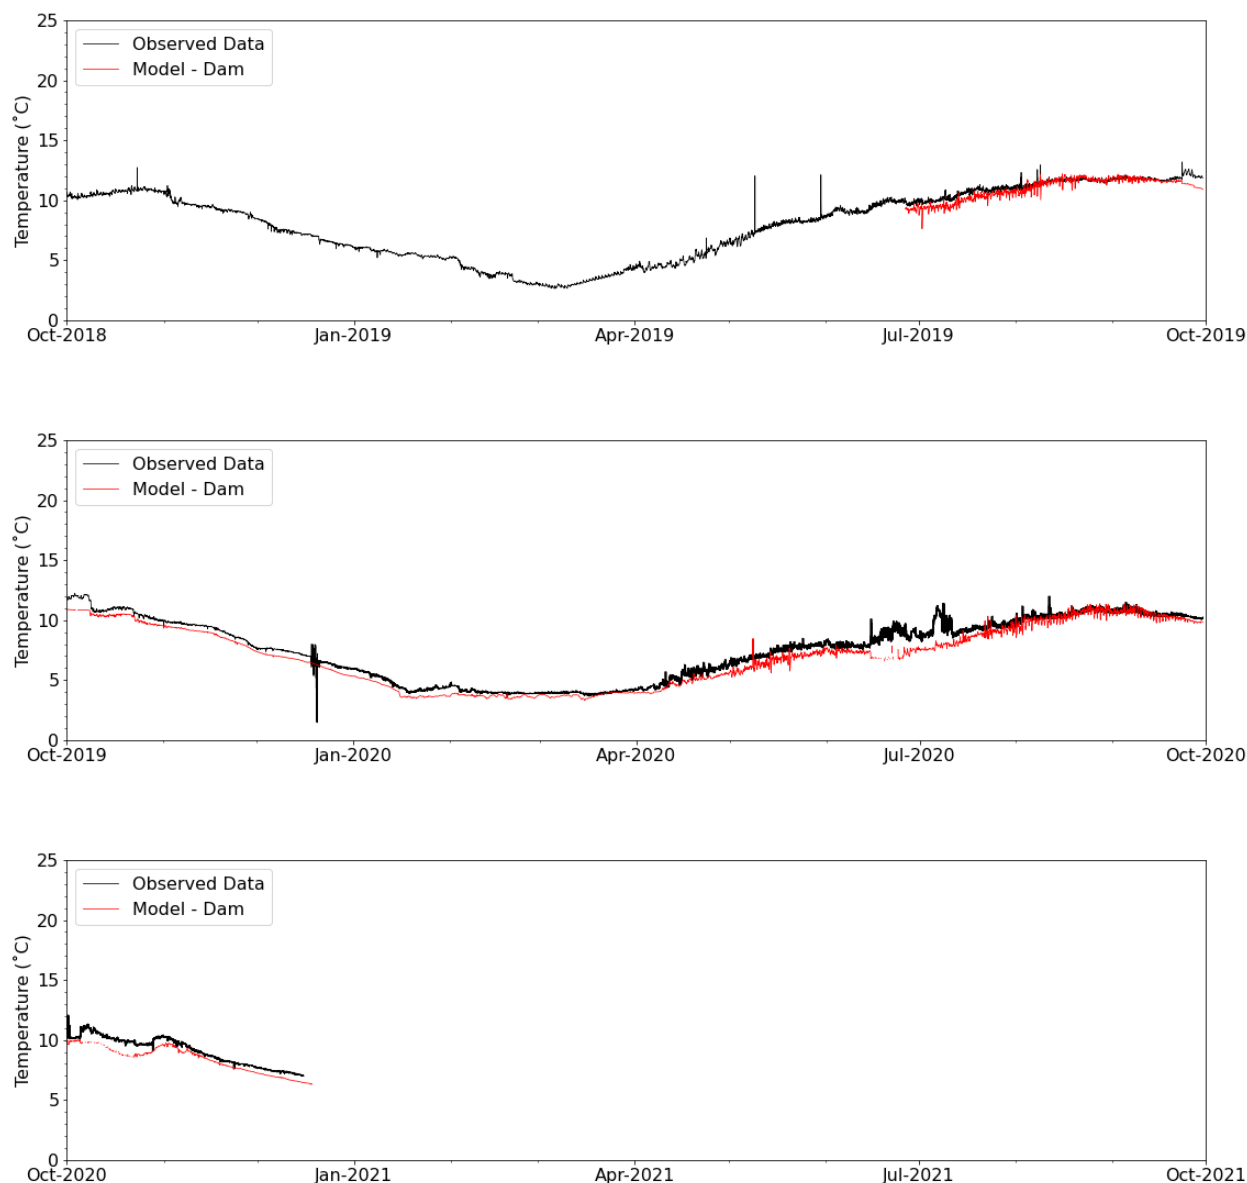 25
20
15
10
5
0
Temperature (˚C)
Observed Data
Model - Dam
Oct-2018
Jan-2019
Apr-2019
Jul-2019
Oct-2019
25
20
15
10
5
0
Temperature (˚C)
Observed Data
Model - Dam
Oct-2019
Jan-2020
Apr-2020
Jul-2020
Oct-2020
25
20
15
10
5
0
Temperature (˚C)
Observed Data
Model - Dam
Oct-2020
Jan-2021
Apr-2021
Jul-2021
Oct-2021